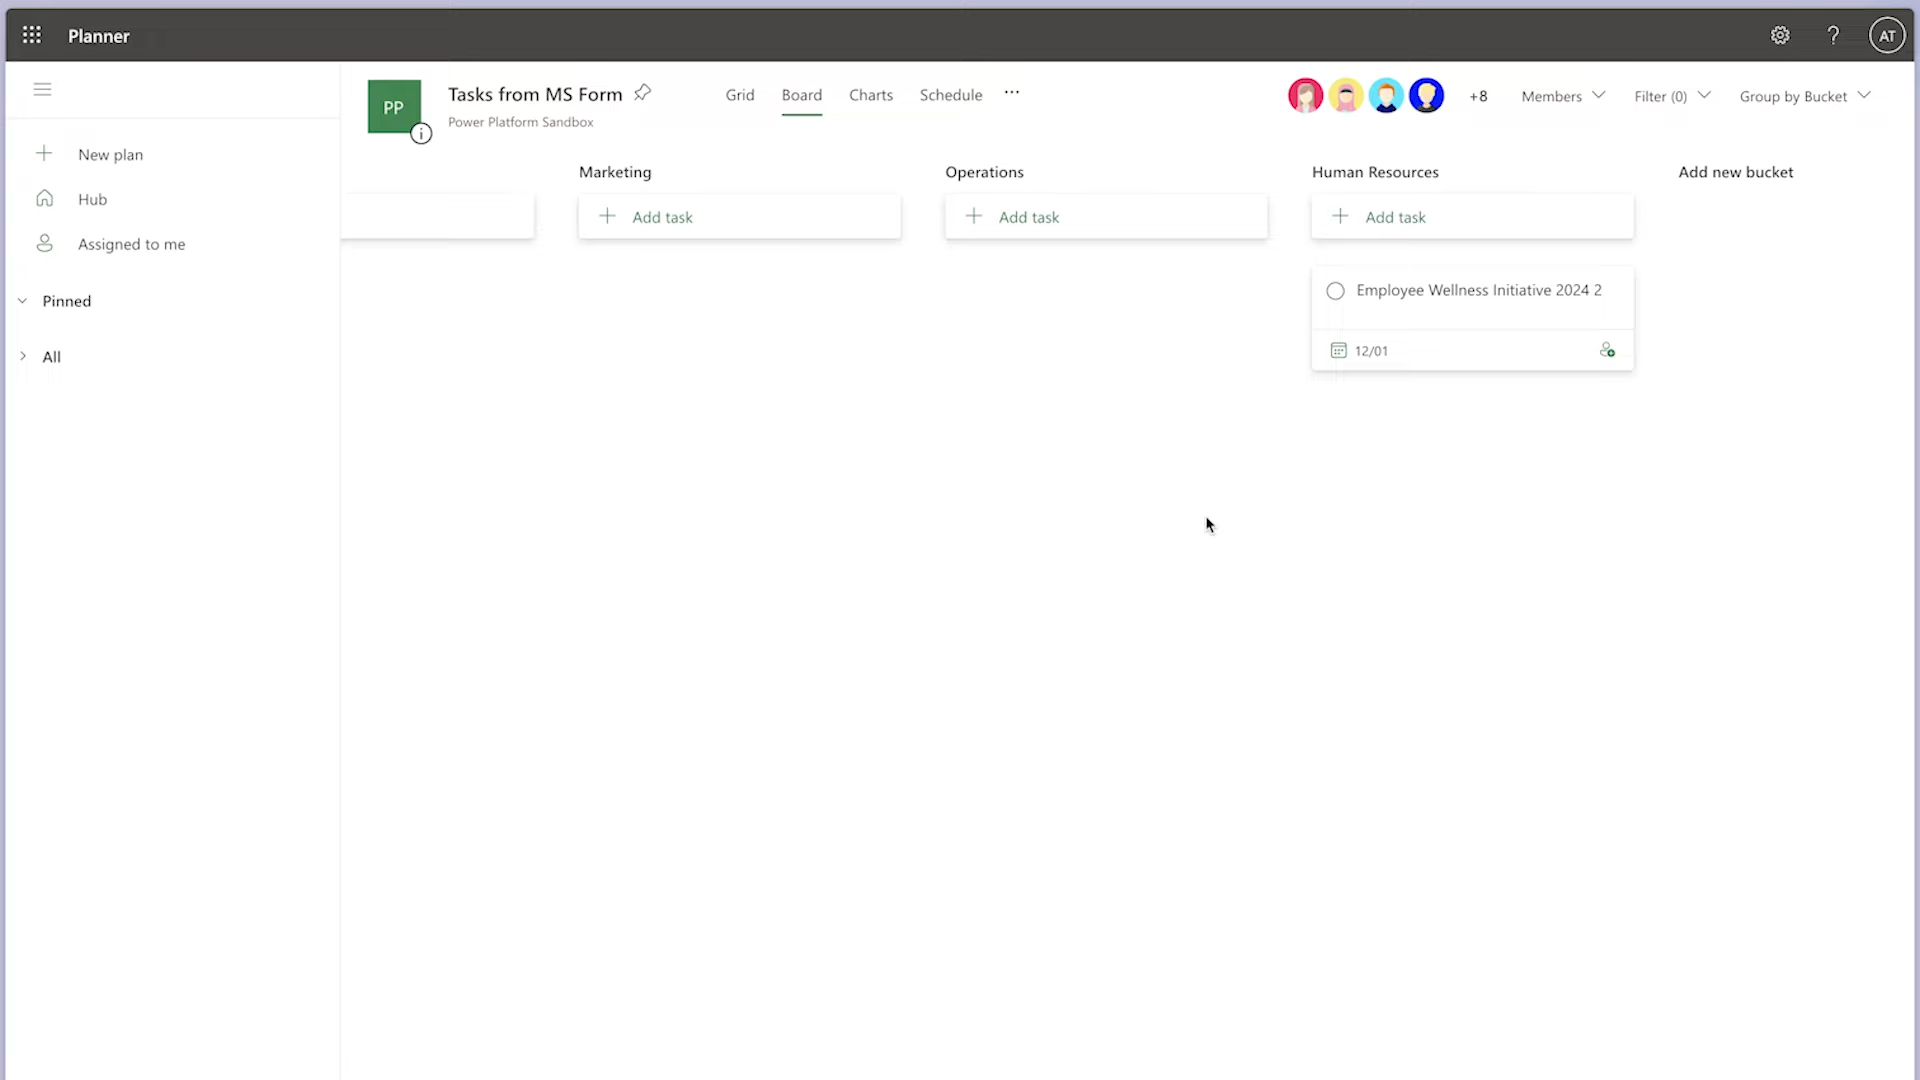 Planner
?
AT
New plan
Hub
Assigned to me
Pinned
All
PP
i
Tasks from MS Form
Power Platform Sandbox
Grid
Board
Charts
Schedule
...
+8
Members
Filter (0)
Group by Bucket
Marketing
Add task
Operations
Add task
Human Resources
Add task
Employee Wellness Initiative 2024 2
12/01
Add new bucket